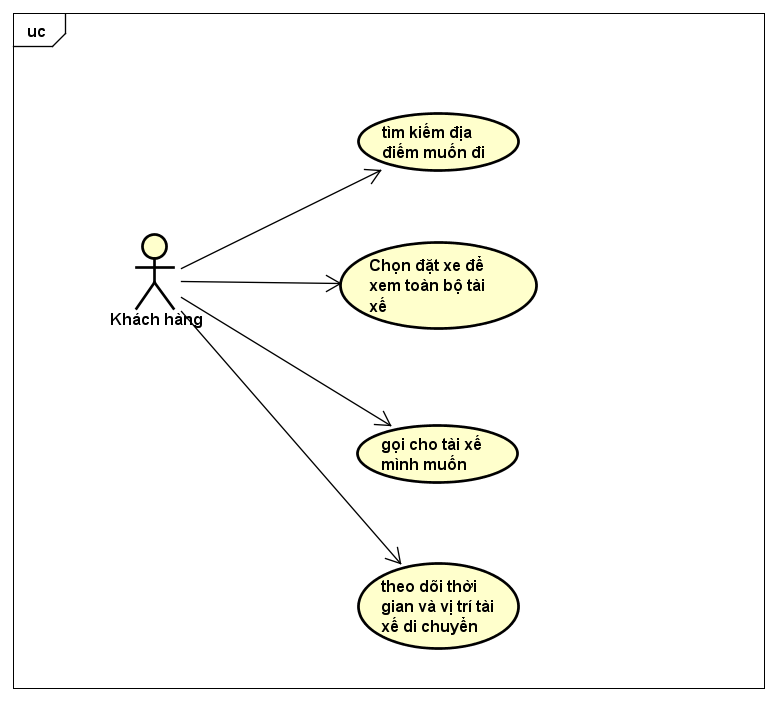 uc
tìm kiếm địa
điếm muốn đi
Chọn đặt xe để
xem toàn bộ tài
xế
Khách hàng
gọi cho tài xế
mình muốn
theo dõi thời
gian và vị trí tài
xế di chuyển